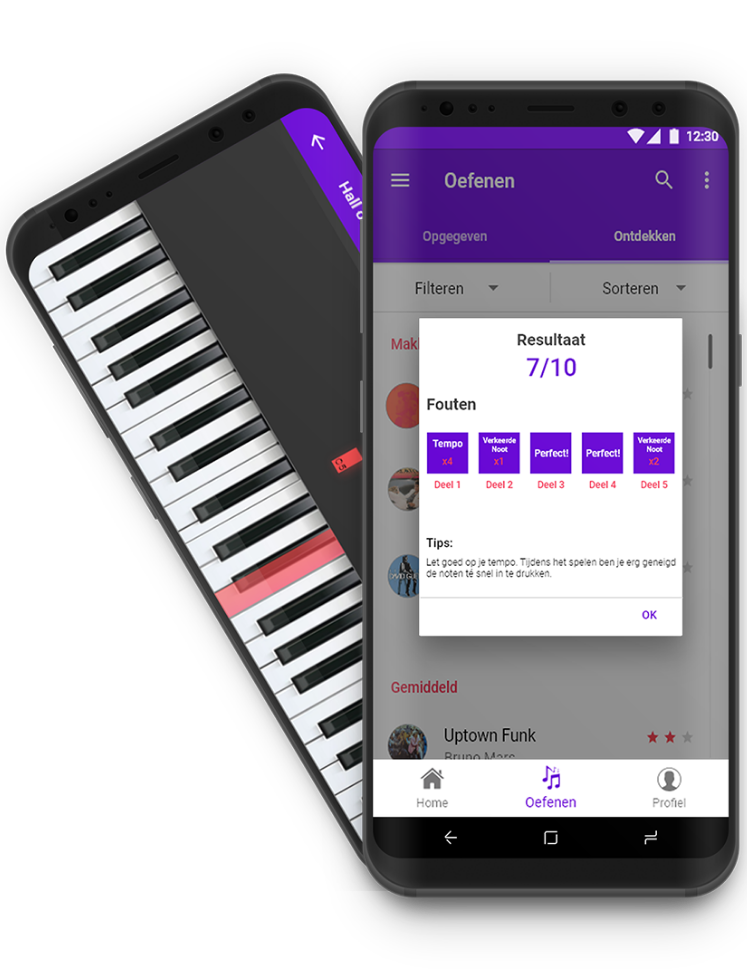 Hall o
12:30
Oefenen
Opgegeven
Ontdekken
Filteren
Sorteren
Maki
Resultaat
7/10
Fouten
Tempo
x4
Verkeerde
Noot
x1
Perfect!
Perfect!
Verkeerde
Noot
x2
Deel 1
Deel 2
Deel 3
Deel 4
Deel 5
Tips:
Let goed op je tempo. Tijdens het spelen ben je erg geneigd
de noten té snel in te drukken.
OK
Gemiddeld
Uptown Funk
Bruno Mars
Home
Oefenen
Profiel